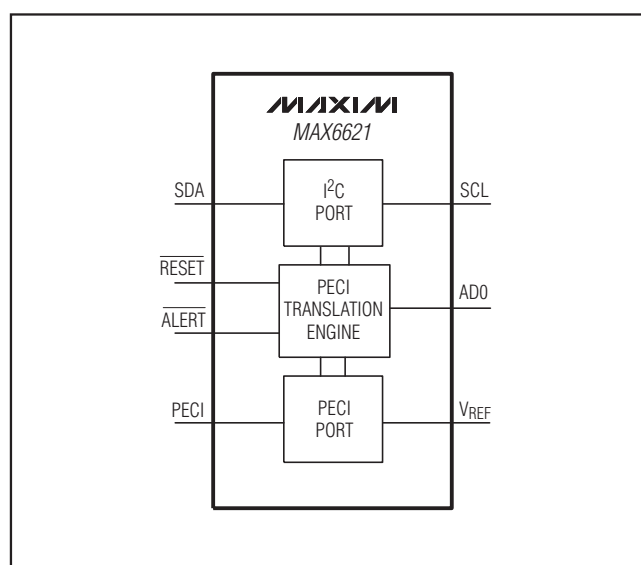 MAXIM
MAX6621
SDA
I²C
PORT
SCL
RESET
PECI
TRANSLATION
ENGINE
AD0
ALERT
PECI
PECI
PORT
VREF